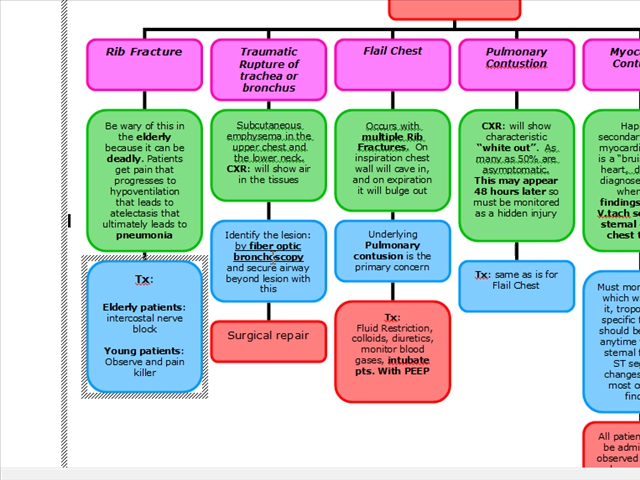 Rib Fracture
Traumatic
Rupture of
trachea or
bronchus
Flail Chest
Pulmonary
Contustion
Myoc
Cont
Be wary of this in
the elderly
because it can be
deadly. Patients
get pain that
progresses to
hypoventilation
that leads to
atelectasis that
ultimately leads to
pneumonia
Tx:
Elderly patients:
intercostal nerve
block
Young patients:
Observe and pain
killer
Subcutaneous
emphysema in the
upper chest and
the lower neck.
CXR: will show air
in the tissues
Identify the lesion:
by fiber optic
bronchoscopy
and secure airway
beyond lesion with
this
Surgical repair
Occurs with
multiple Rib
Fractures. On
inspiration chest
wall will cave in,
and on expiration
it will bulge out
Underlying
Pulmonary
contusion is the
primary concern
Tx:
Fluid Restriction,
colloids, diuretics,
monitor blood
gases, intubate
pts. With PEEP
CXR: will show
characteristic
"white out". As
many as 50% are
asymptomatic.
This may appear
48 hours later so
must be monitored
as a hidden injury
Tx: same as is for
Flail Chest
Hap
secondar
myocardi
is a "brui
heart, d
diagnose
whe
findings
V.tach s
sternal
chest t
Must mon
which w
it, tropo
specific f
should be
anytime
sternal f
ST seg
changes
most c
find
All patien
be admi
observed